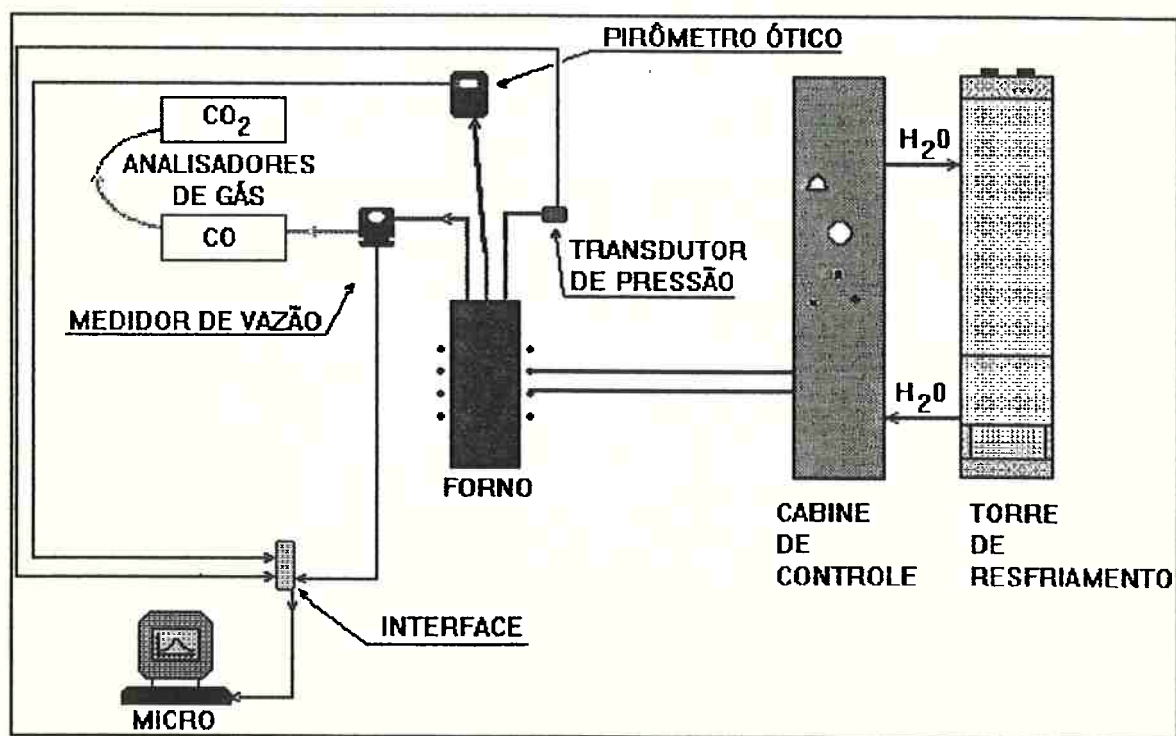 PIRÔMETRO ÓTICO
CO2
ANALISADORES
DE GÁS
CO
H20
TRANSDUTOR
DE PRESSÃO
MEDIDOR DE VAZÃO
H20
FORNO
CABINE
DE
CONTROLE
TORRE
DE
RESFRIAMENTO
INTERFACE
MICRO